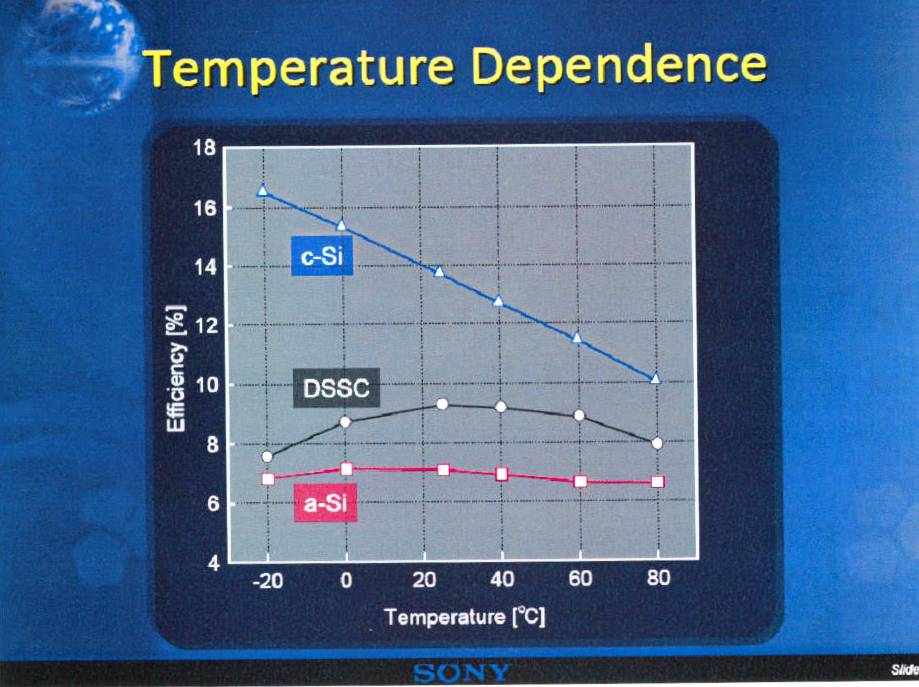 Temperature Dependence
18
16
14
12
10
8
6
4
Efficiency [%]
c-Si
DSSC
a-Si
-20 0 20 40 60 80
Temperature [°C]
SONY
Slide